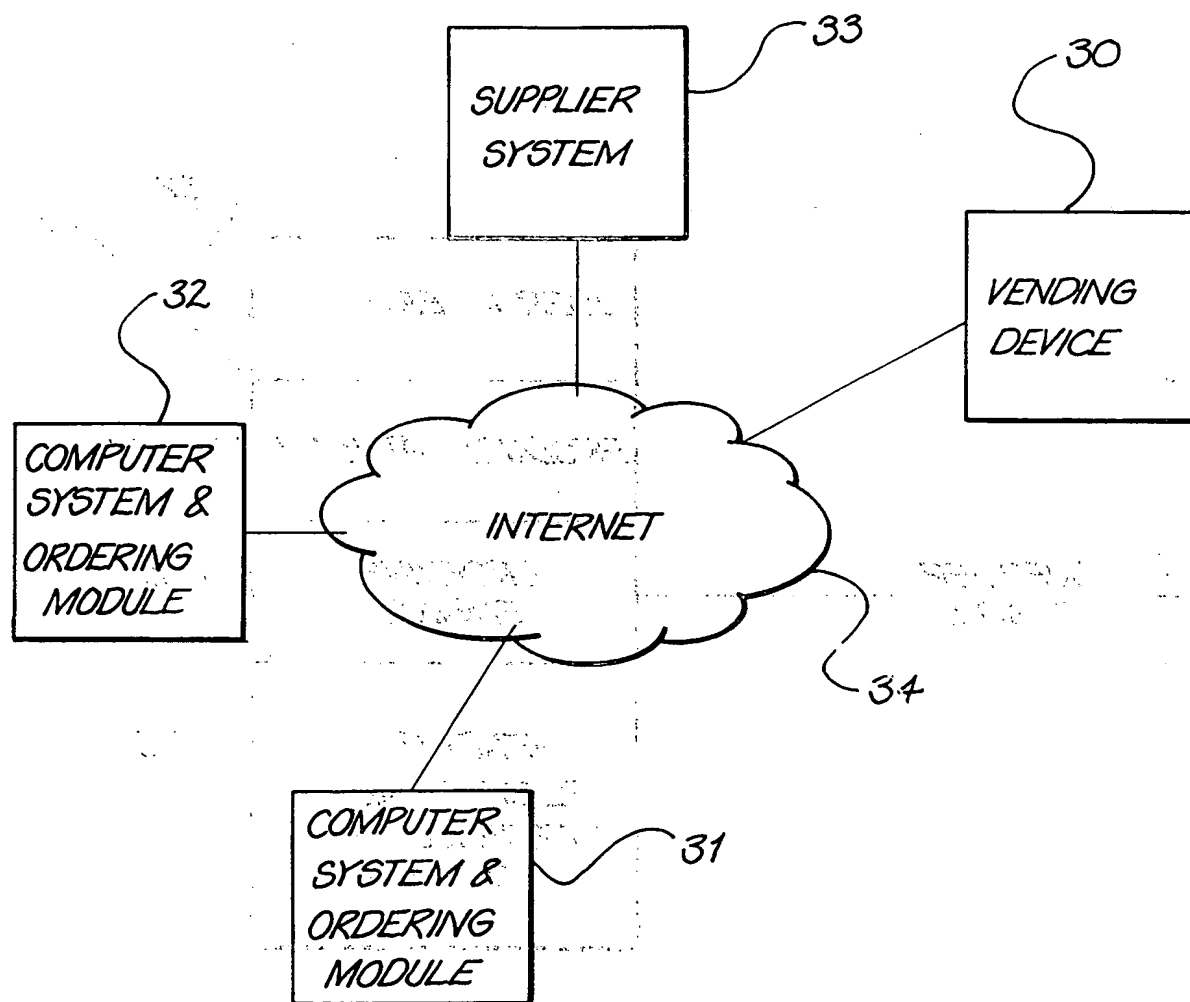 33
SUPPLIER
SYSTEM
30
VENDING
DEVICE
32
COMPUTER
SYSTEM &
ORDERING
MODULE
INTERNET
34
COMPUTER
SYSTEM &
ORDERING
MODULE
31